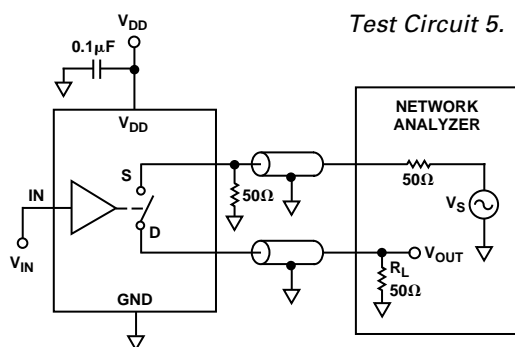 Test Circuit 5.
VDD
0.1μF
VDD
NETWORK
ANALYZER
S
IN
50Ω
50Ω
VS
D
VIN
VOUT
RL
50Ω
GND